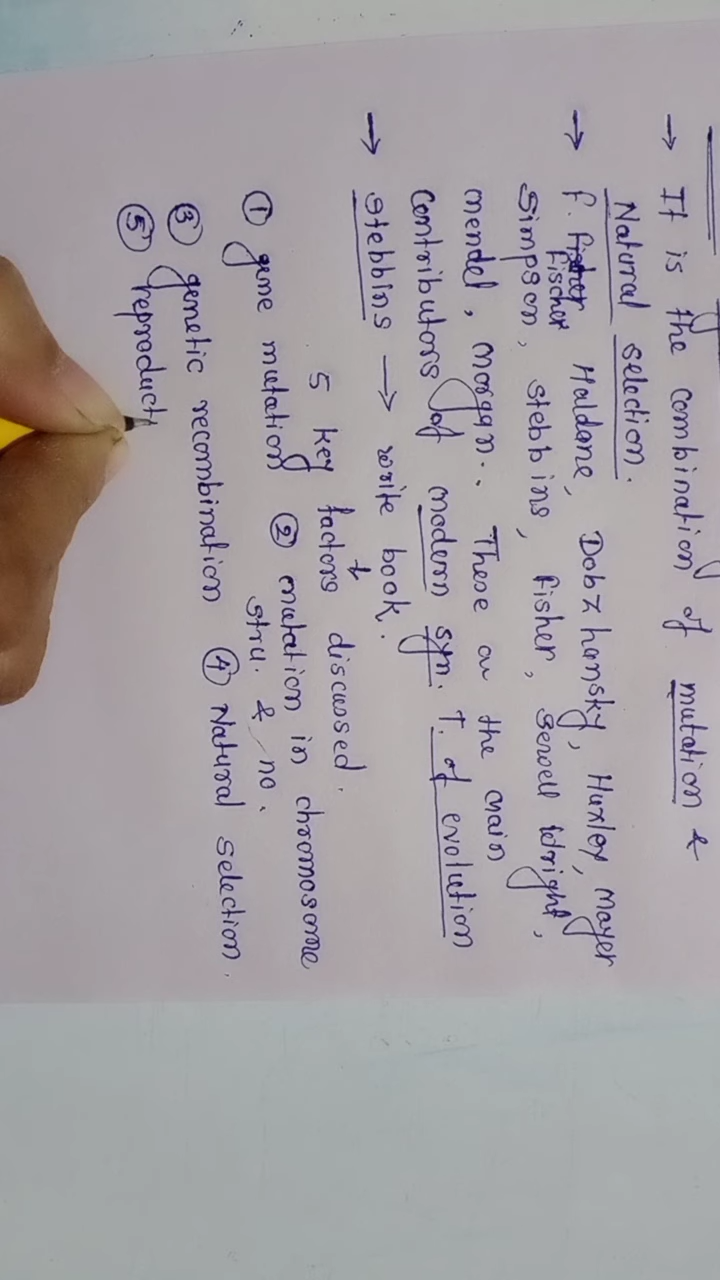 → It is the combination of mutation &
Natural selection.
→ F. Fischer Haldane, Dobzhansky, Huxley, Mayer
Simpson, Stebbins, Fisher, Sewell Wright,
Mendel, Morgan.. These are the main
Contributors of modern syn. T. of evolution
→ Stebbins → write book.
5 key factors discussed.
① gene mutation ② mutation in chromosome
stru. & no.
③ genetic recombination ④ Natural selection.
⑤ reproducti